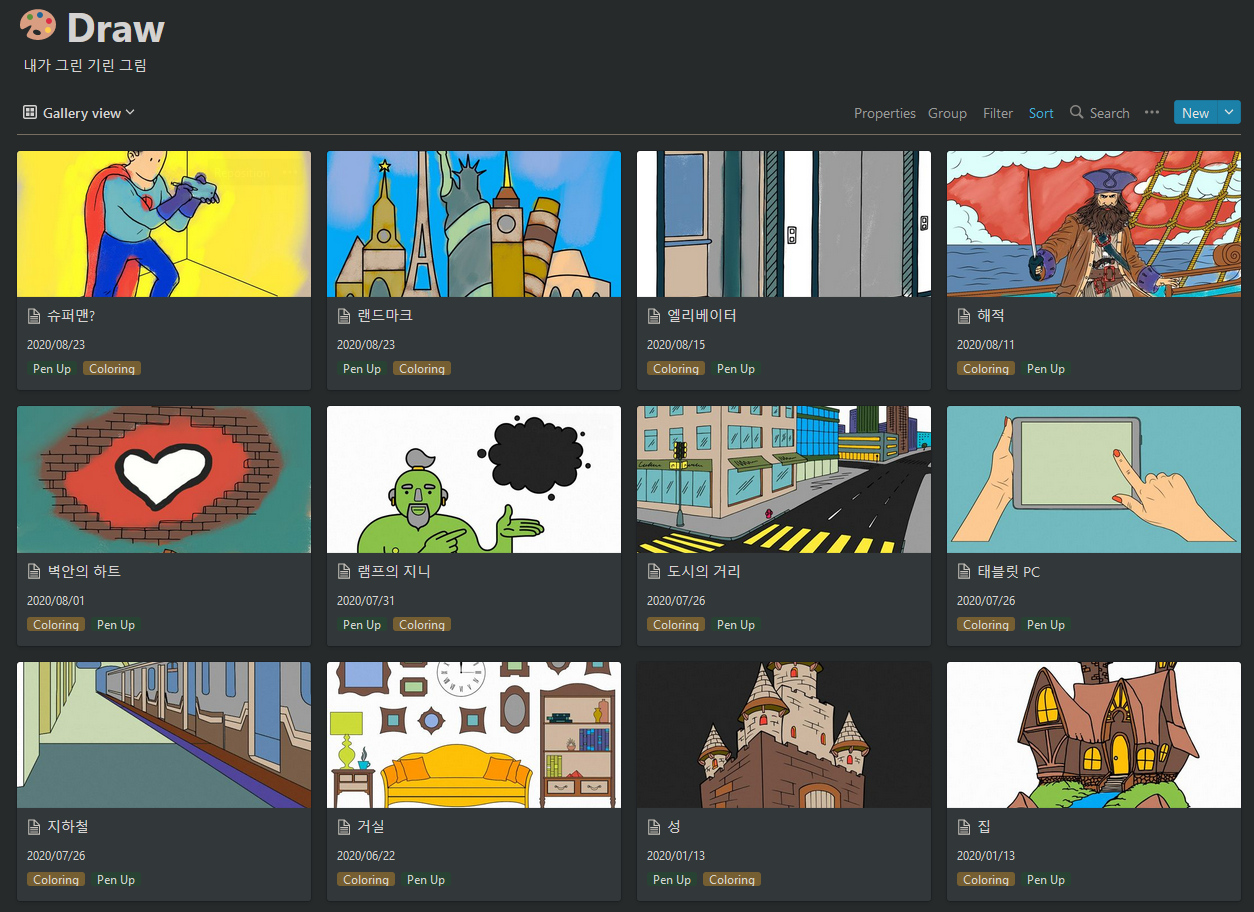 Draw
내가 그린 기린 그림
Gallery view
Properties Group Filter Sort Search ··· New
슈퍼맨?
2020/08/23
Pen Up Coloring
랜드마크
2020/08/23
Pen Up Coloring
엘리베이터
2020/08/15
Coloring Pen Up
해적
2020/08/11
Coloring Pen Up
벽안의 하트
2020/08/01
Coloring Pen Up
램프의 지니
2020/07/31
Pen Up Coloring
도시의 거리
2020/07/26
Coloring Pen Up
태블릿 PC
2020/07/26
Coloring Pen Up
지하철
2020/07/26
Coloring Pen Up
거실
2020/06/22
Coloring Pen Up
성
2020/01/13
Pen Up Coloring
집
2020/01/13
Coloring Pen Up